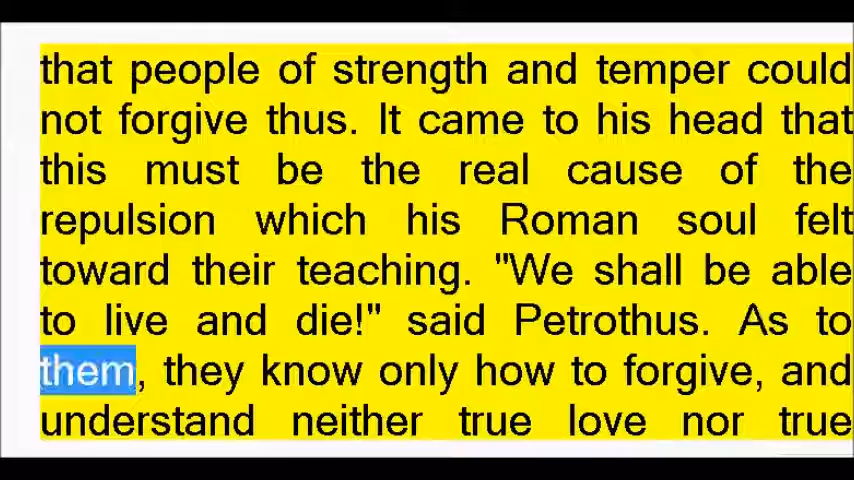 that people of strength and temper could
not forgive thus. It came to his head that
this must be the real cause of the
repulsion which his Roman soul felt
toward their teaching. "We shall be able
to live and die!" said Petrothus. As to
them, they know only how to forgive, and
understand neither true love nor true